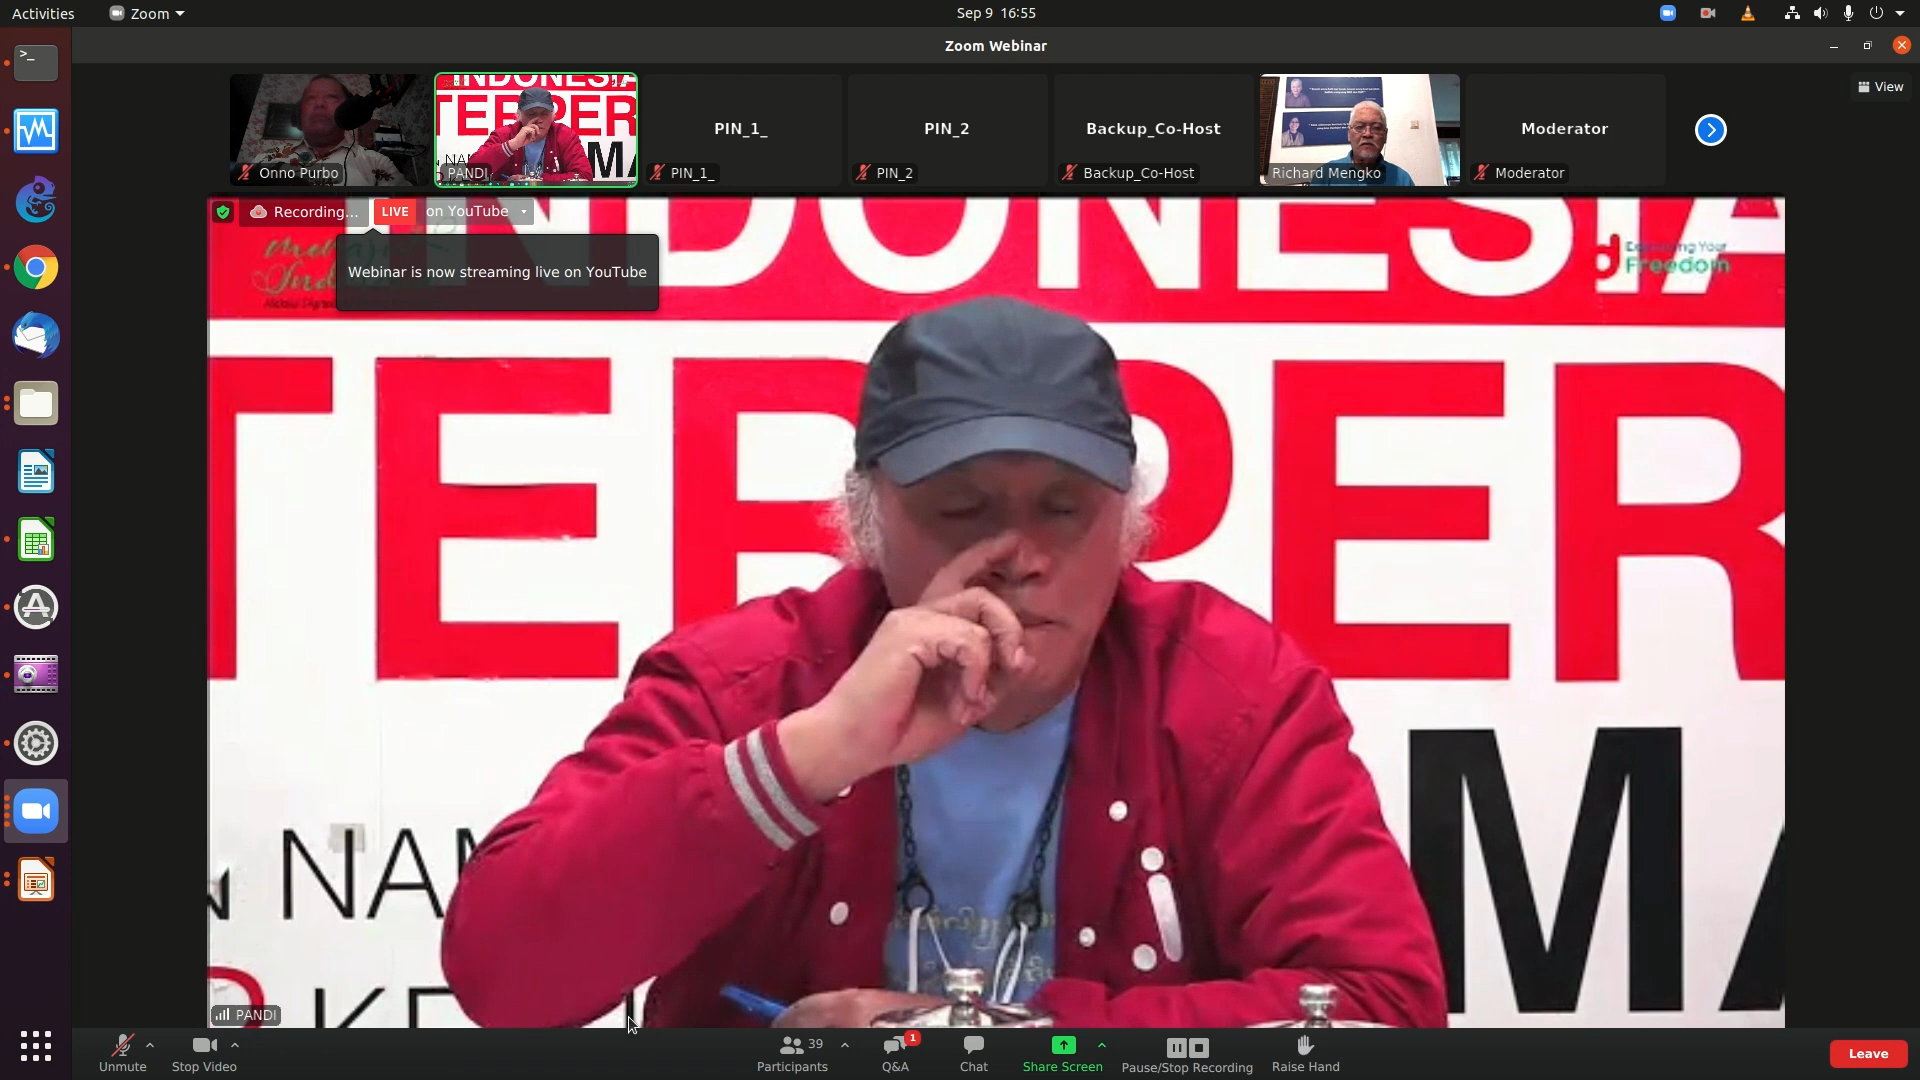 Activities
Zoom
Sep 9 16:55
Zoom Webinar
View
PIN_1_
PIN_2
Backup_Co-Host
Moderator
Onno Purbo
PANDI
PIN_1_
PIN_2
Backup_Co-Host
Richard Mengko
Moderator
Recording...
LIVE
on YouTube
Webinar is now streaming live on YouTube
INDONESIA
Your
Freedom
TERPER
NAM
MA
PANDI
Unmute
Stop Video
39
Participants
1
Q&A
Chat
Share Screen
Pause/Stop Recording
Raise Hand
Leave